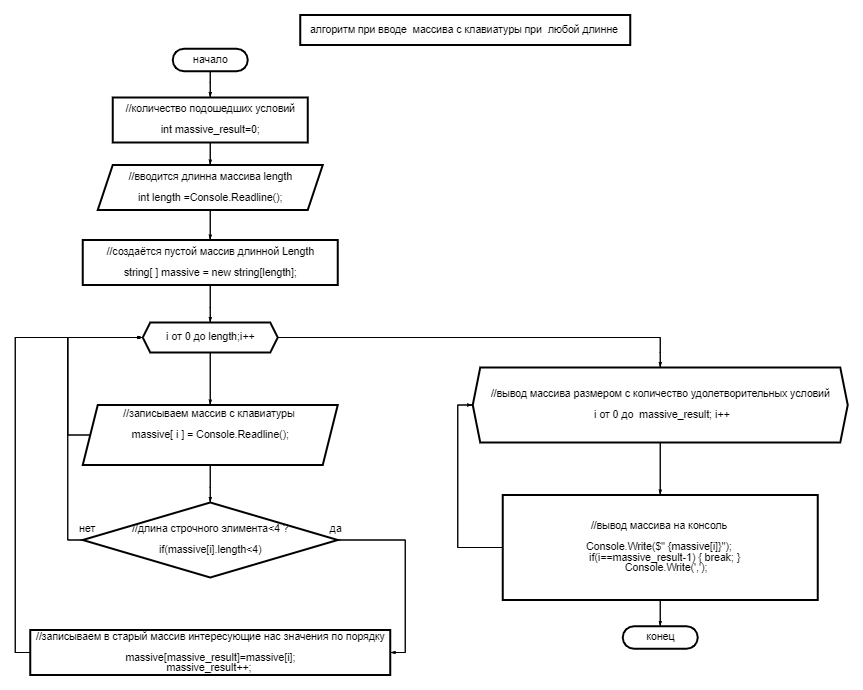 алгоритм при вводе массива с клавиатуры при любой длинне
начало
//количество подошедших условий
int massive_result=0;
//вводится длинна массива length
int length =Console.Readline();
//создаётся пустой массив длинной Length
string[ ] massive = new string[length];
i от 0 до length;i++
//записываем массив с клавиатуры
massive[ i ] = Console.Readline();
нет
//длина строчного элимента<4 ?
да
if(massive[i].length<4)
//записываем в старый массив интересующие нас значения по порядку
massive[massive_result]=massive[i];
massive_result++;
//вывод массива размером с количество удолетворительных условий
i от 0 до massive_result; i++
//вывод массива на консоль
Console.Write($" {massive[i]}");
if(i==massive_result-1) { break; }
Console.Write(',');
конец